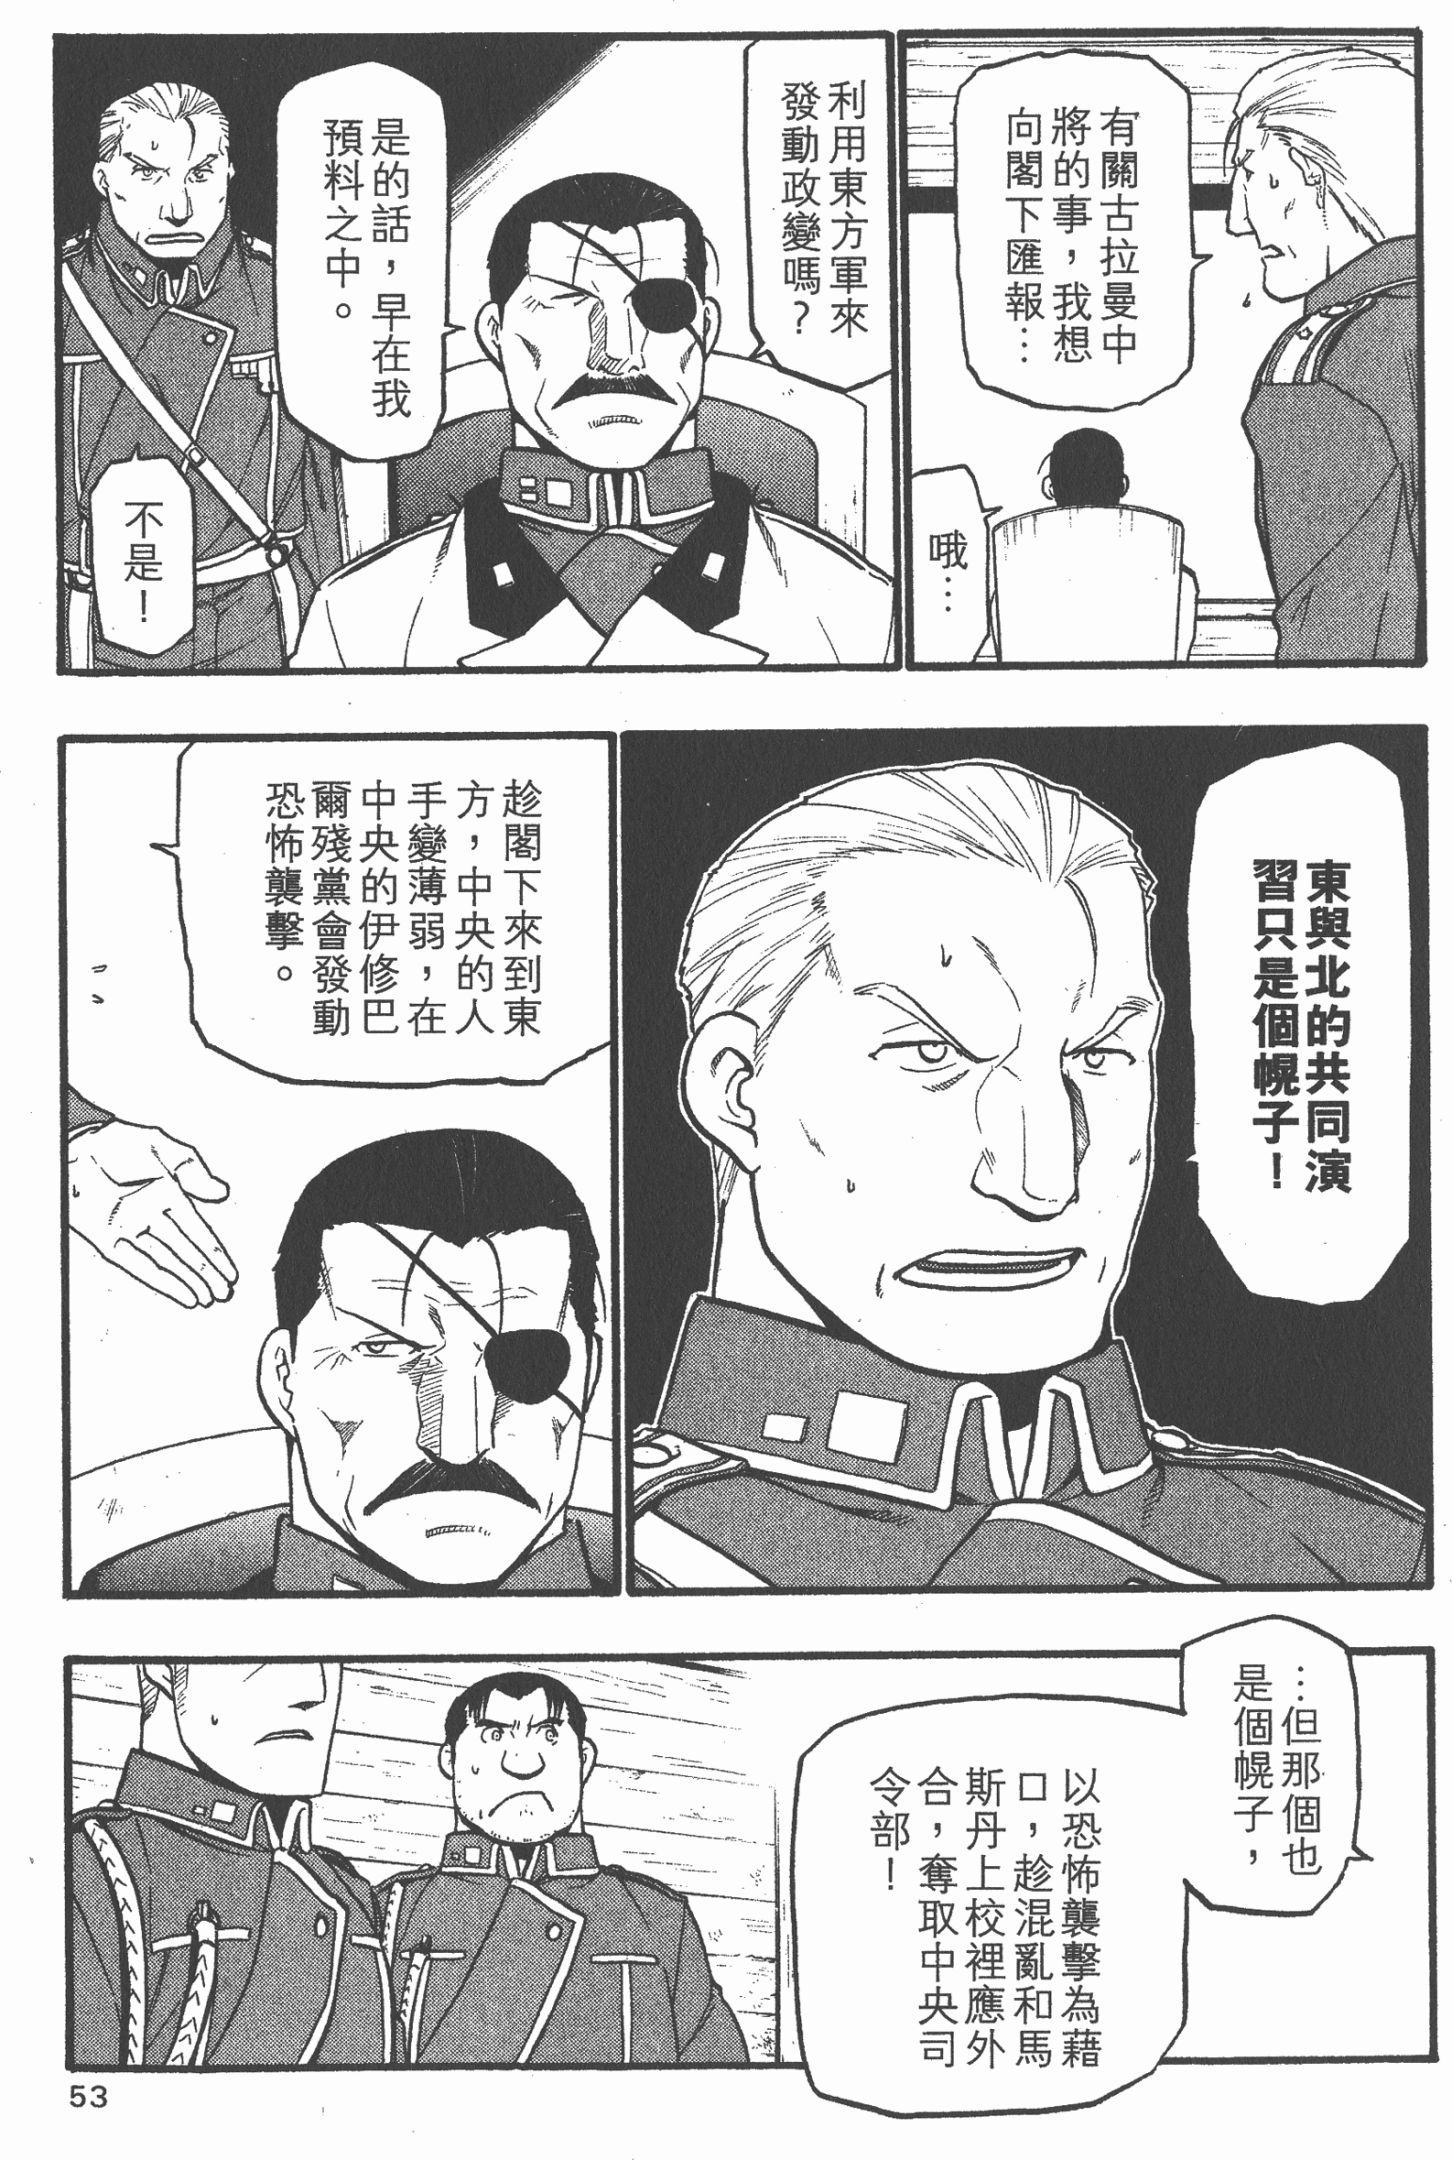 有關古拉曼中
將的事，我想
向閣下匯報…
哦…
利用東方軍來
發動政變嗎？
是的話，早在我
預料之中。
不是！
東與北的共同演
習只是個幌子！
趁閣下來到東
方，中央的人
手變薄弱，在
中央的伊修巴
爾殘黨會發動
恐怖襲擊。
…但那個也
是個幌子，
以恐怖襲擊為藉
口，趁混亂和馬
斯丹上校裡應外
合，奪取中央司
令部！
53